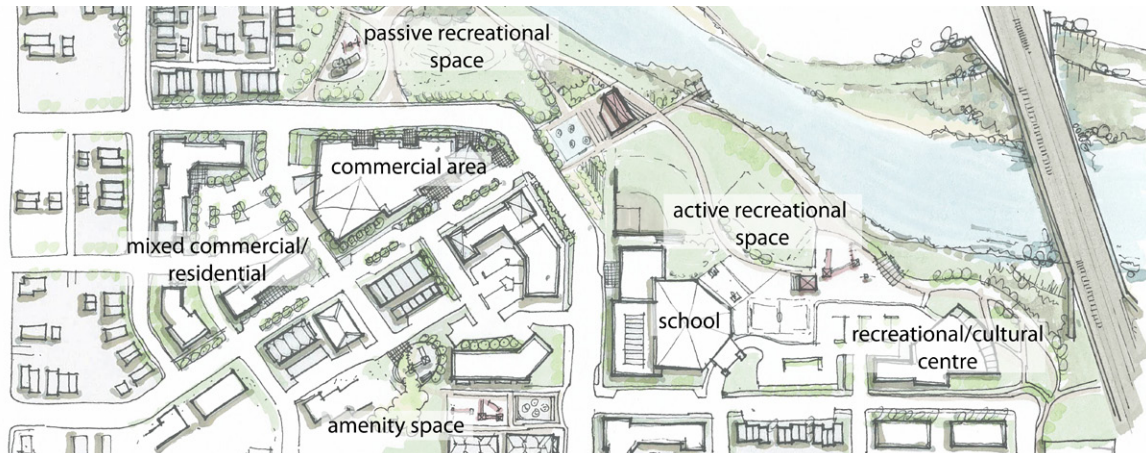 passive recreational
space
commercial area
active recreational
space
mixed commercial/
residential
school
recreational/cultural
centre
amenity space